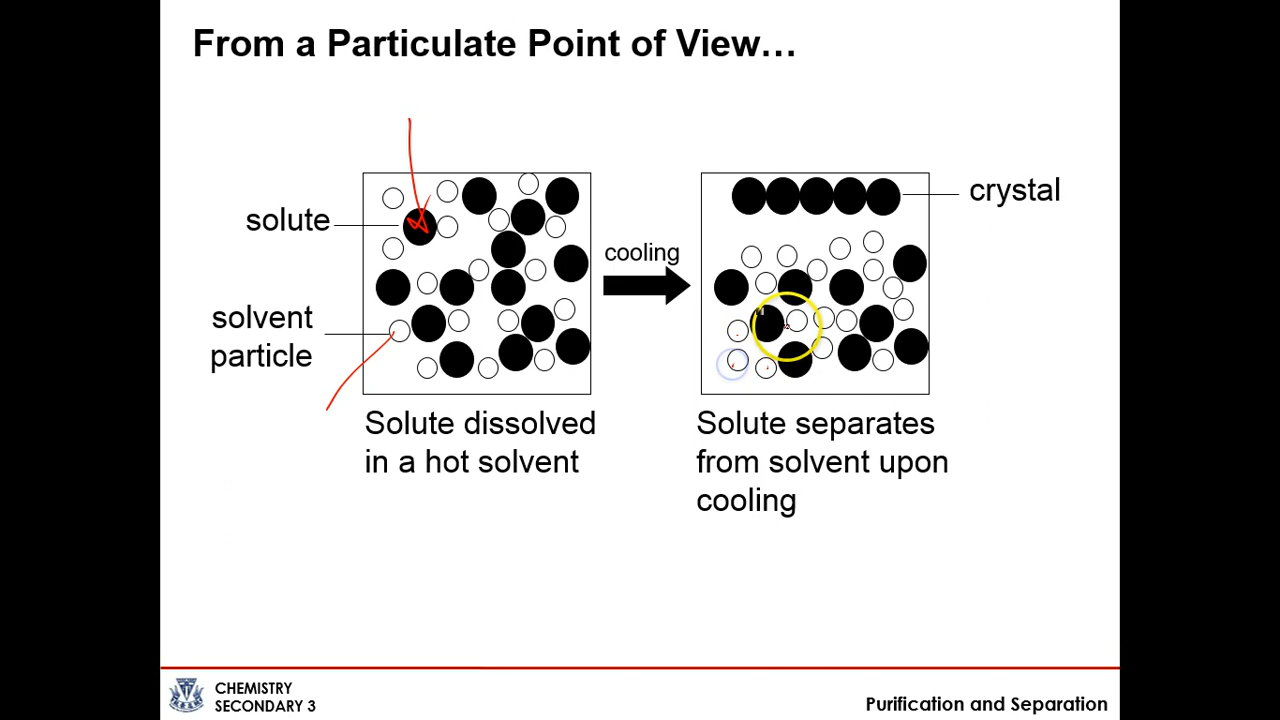 From a Particulate Point of View…
solute
solvent
particle
cooling
crystal
Solute dissolved
in a hot solvent
Solute separates
from solvent upon
cooling
CHEMISTRY
SECONDARY 3
Purification and Separation